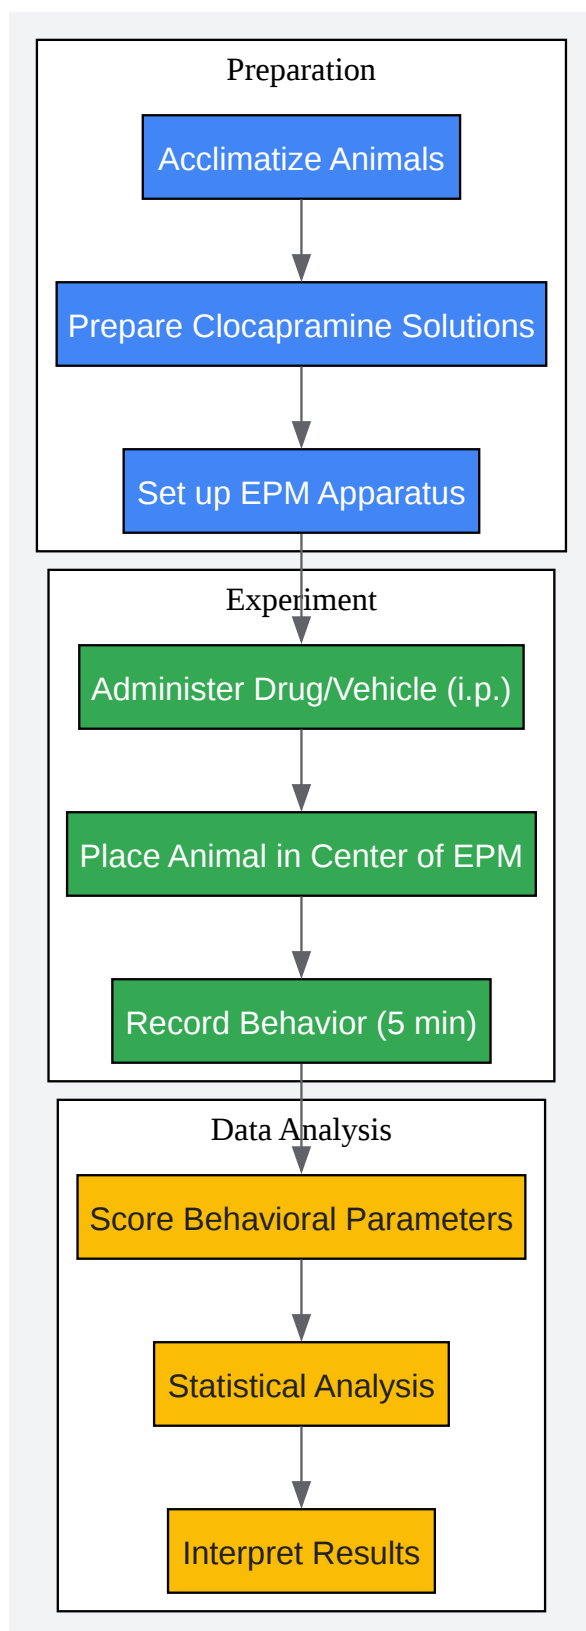 Preparation
Acclimatize Animals
Prepare Clocapramine Solutions
Set up EPM Apparatus
Experiment
Administer Drug/Vehicle (i.p.)
Place Animal in Center of EPM
Record Behavior (5 min)
Data Analysis
Score Behavioral Parameters
Statistical Analysis
Interpret Results